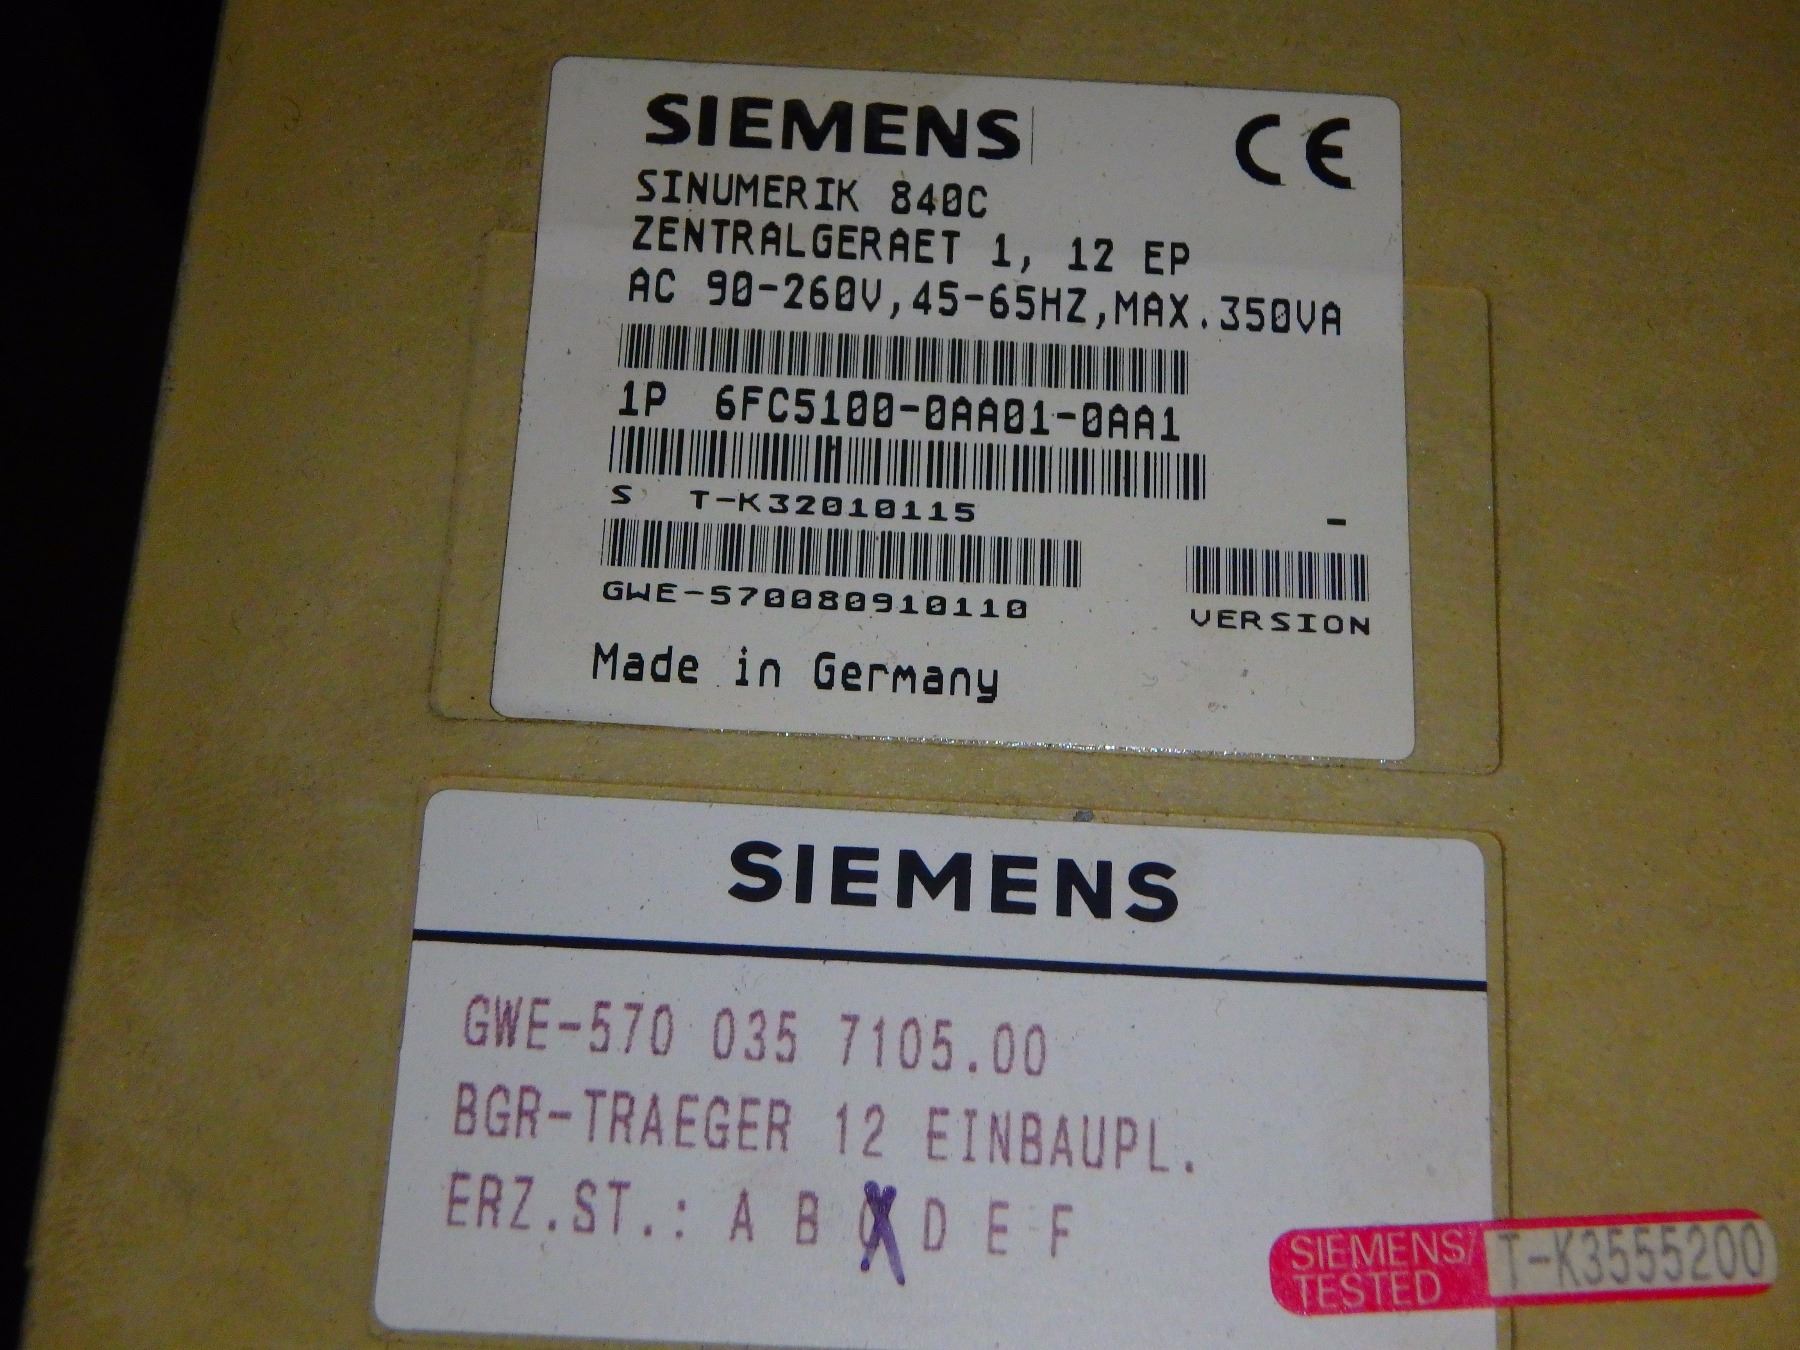 SIEMENS
CE
SINUMERIK 840C
ZENTRALGERAET 1, 12 EP
AC 90-260V,45-65HZ,MAX.350VA
1P 6FC5100-0AA01-0AA1
S T-K32010115
-
GWE-570080910110
VERSION
Made in Germany
SIEMENS
GWE-570 035 7105.00
BGR-TRAEGER 12 EINBAUPL.
ERZ.ST.: A B C D E F
SIEMENS/ T-K3555200
TESTED